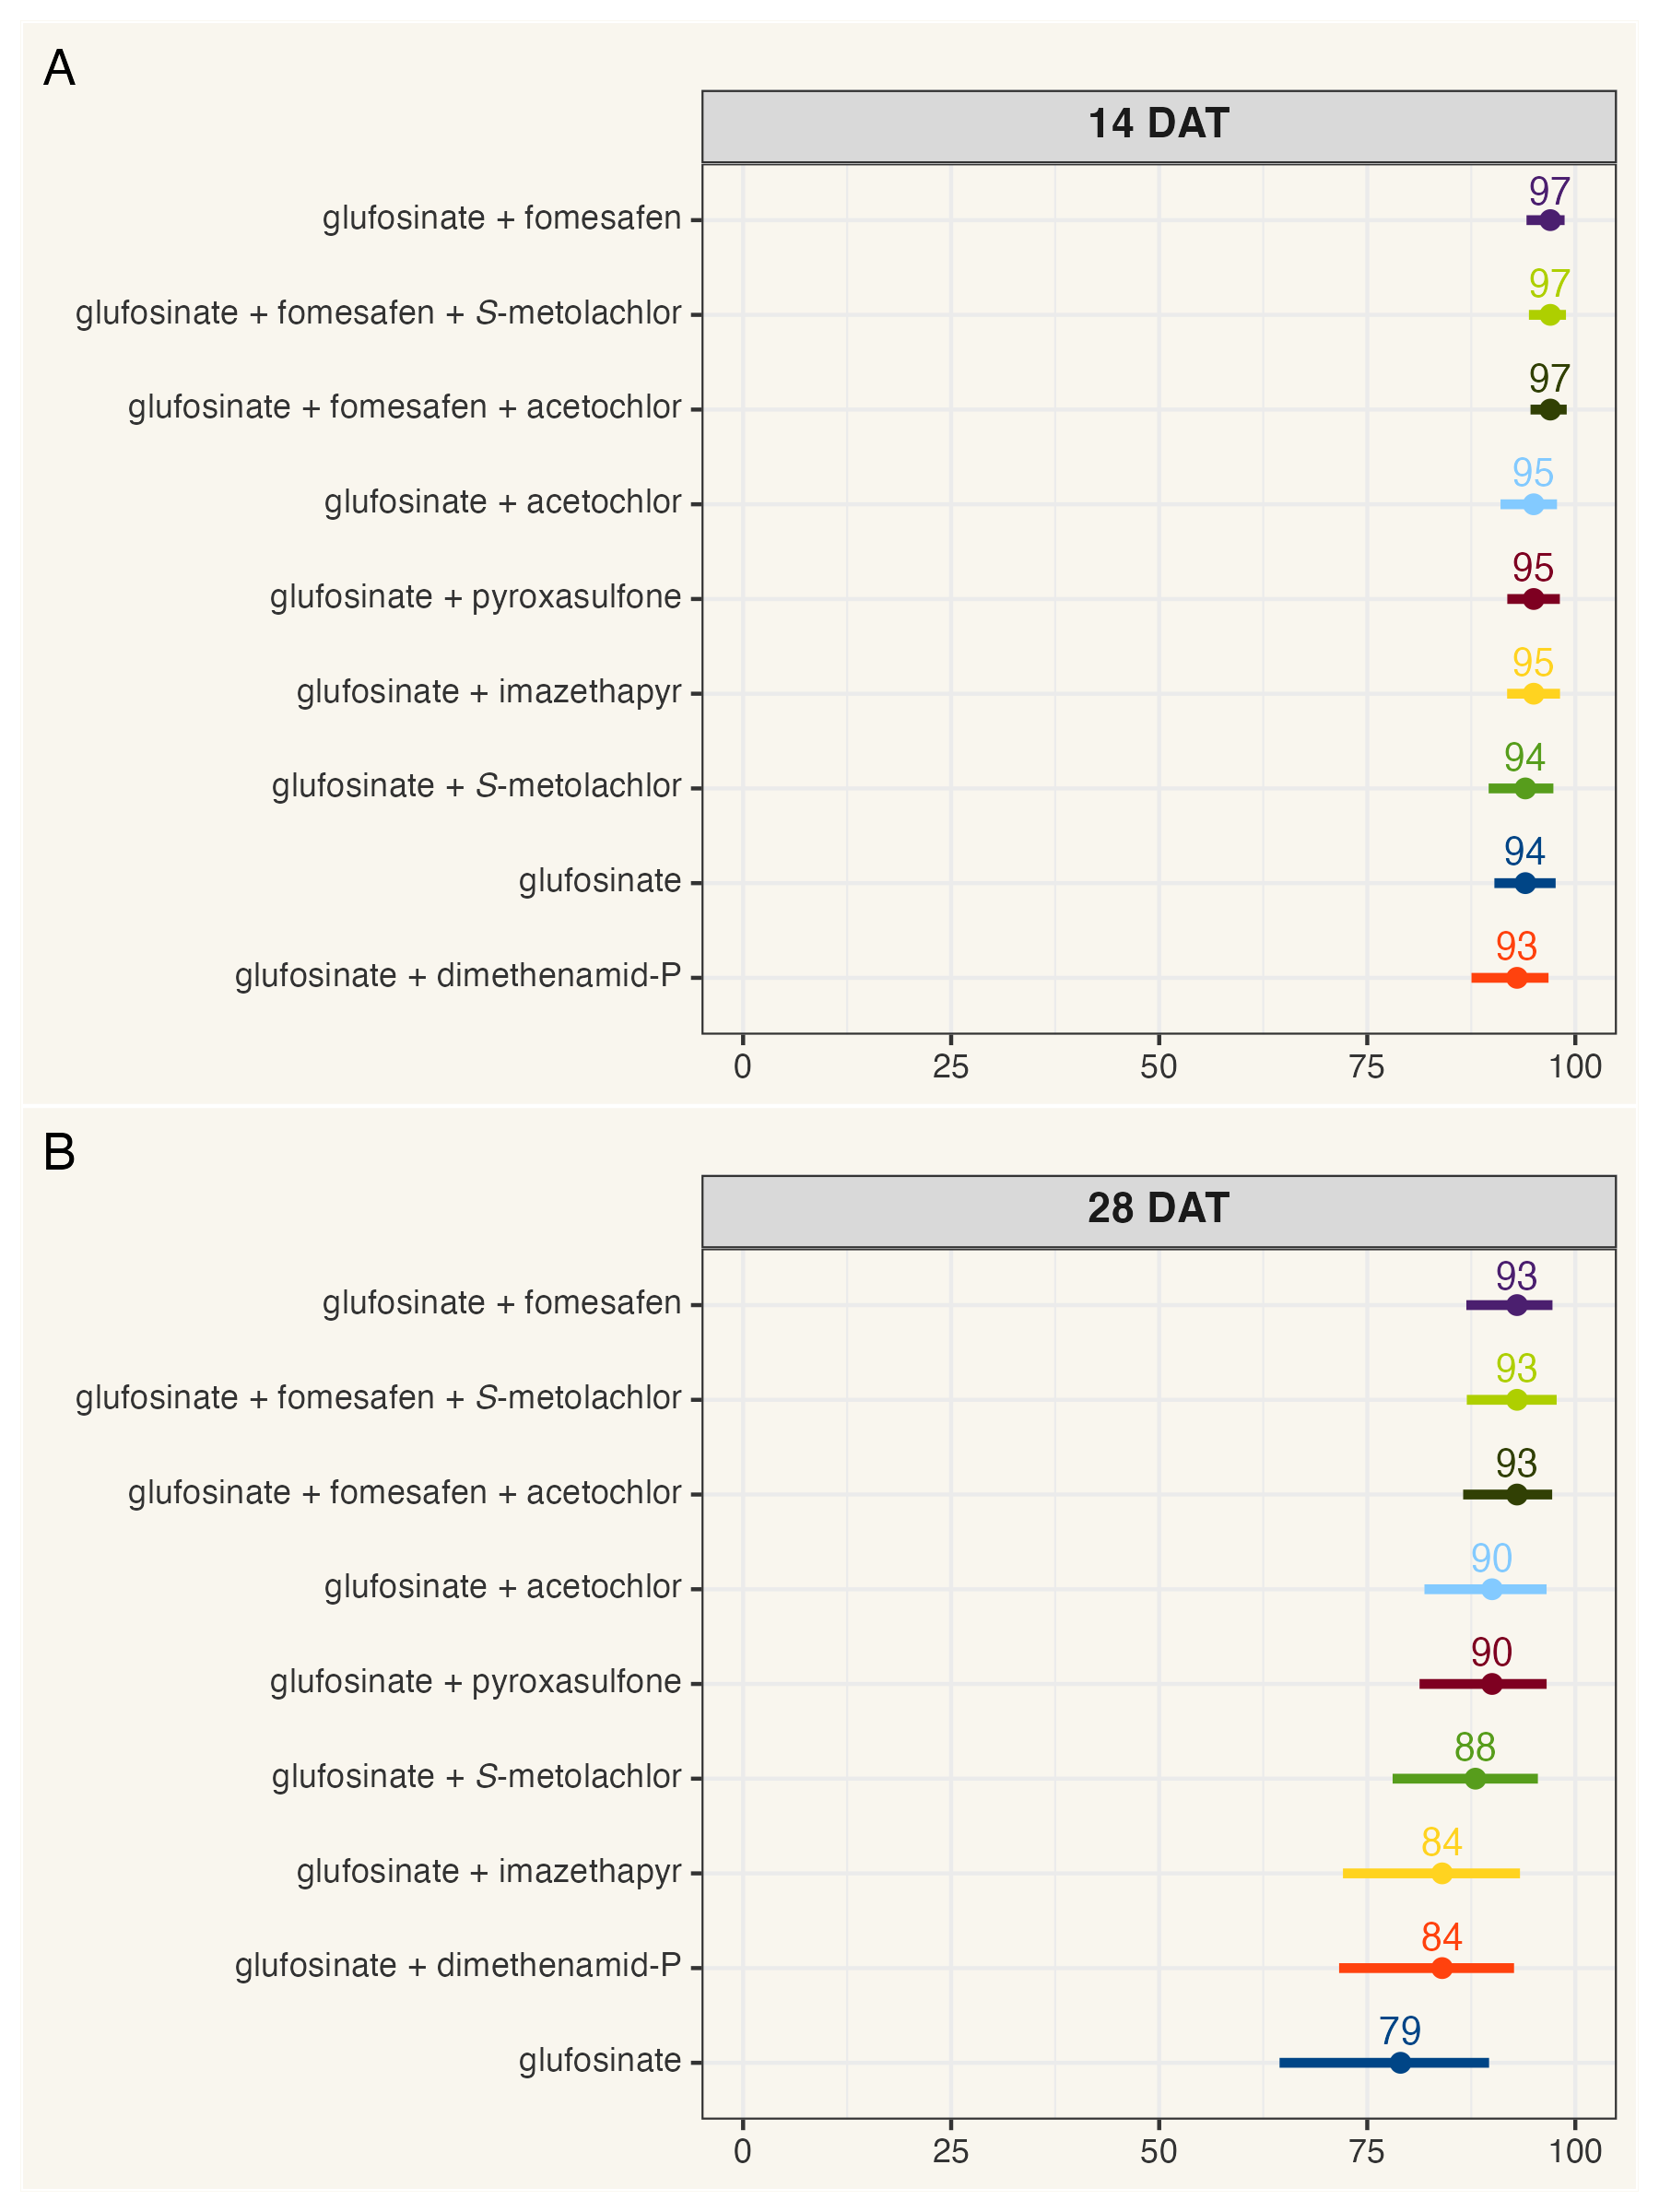 A
14 DAT
glufosinate + fomesafen
97
glufosinate + fomesafen + S-metolachlor
97
glufosinate + fomesafen + acetochlor
97
glufosinate + acetochlor
95
glufosinate + pyroxasulfone
95
glufosinate + imazethapyr
95
glufosinate + S-metolachlor
94
glufosinate
94
glufosinate + dimethenamid-P
93
0 25 50 75 100
B
28 DAT
glufosinate + fomesafen
93
glufosinate + fomesafen + S-metolachlor
93
glufosinate + fomesafen + acetochlor
93
glufosinate + acetochlor
90
glufosinate + pyroxasulfone
90
glufosinate + S-metolachlor
88
glufosinate + imazethapyr
84
glufosinate + dimethenamid-P
84
glufosinate
79
0 25 50 75 100